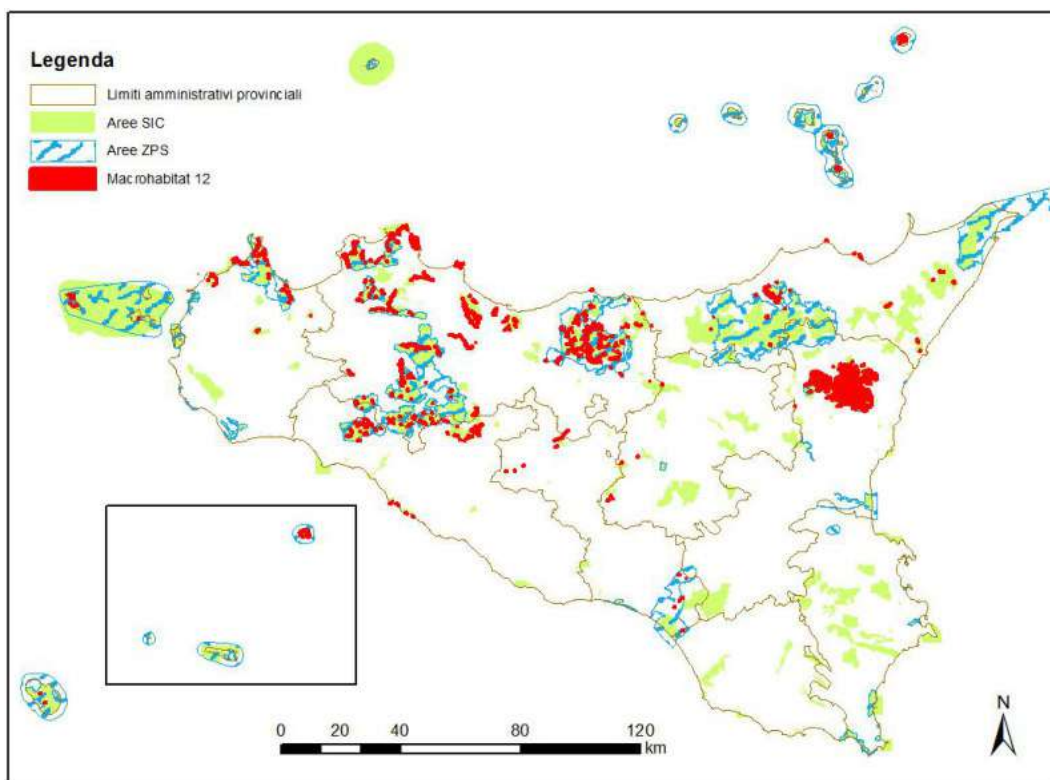 Legenda
Limiti amministrativi provinciali
Aree SIC
Aree ZPS
Macrohabitat 12
N
0 20 40 80 120
km